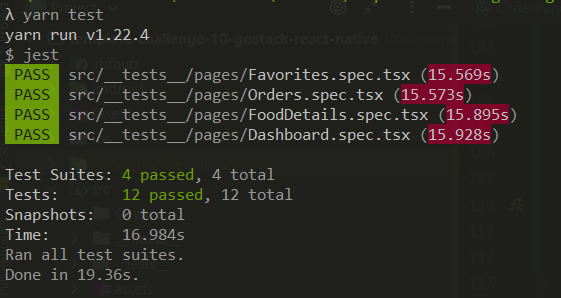 λ yarn test
yarn run v1.22.4
$ jest
PASS src/__tests__/pages/Favorites.spec.tsx (15.569s)
PASS src/__tests__/pages/Orders.spec.tsx (15.573s)
PASS src/__tests__/pages/FoodDetails.spec.tsx (15.895s)
PASS src/__tests__/pages/Dashboard.spec.tsx (15.928s)
Test Suites: 4 passed, 4 total
Tests: 12 passed, 12 total
Snapshots: 0 total
Time: 16.984s
Ran all test suites.
Done in 19.36s.